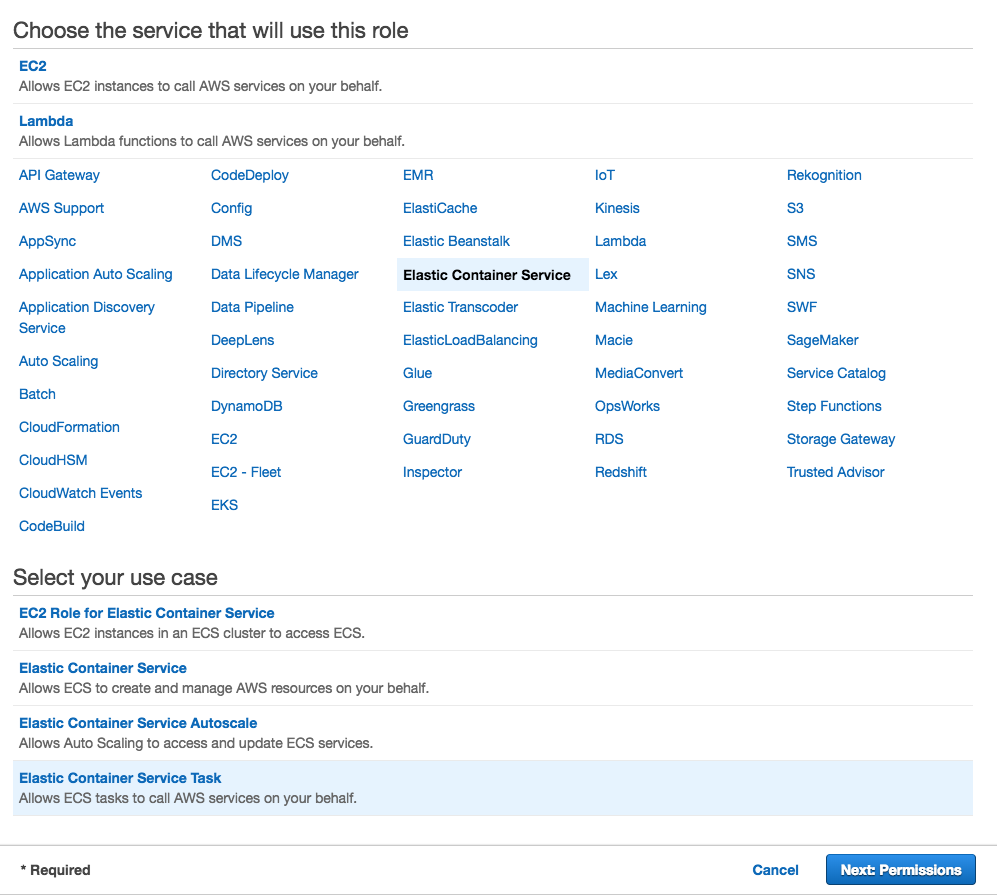 Choose the service that will use this role
EC2
Allows EC2 instances to call AWS services on your behalf.
Lambda
Allows Lambda functions to call AWS services on your behalf.
API Gateway
AWS Support
AppSync
Application Auto Scaling
Application Discovery
Service
Auto Scaling
Batch
CloudFormation
CloudHSM
CloudWatch Events
CodeBuild
CodeDeploy
Config
DMS
Data Lifecycle Manager
Data Pipeline
DeepLens
Directory Service
DynamoDB
EC2
EC2 - Fleet
EKS
EMR
ElastiCache
Elastic Beanstalk
Elastic Container Service
Elastic Transcoder
ElasticLoadBalancing
Glue
Greengrass
GuardDuty
Inspector
IoT
Kinesis
Lambda
Lex
Machine Learning
Macie
MediaConvert
OpsWorks
RDS
Redshift
Rekognition
S3
SMS
SNS
SWF
SageMaker
Service Catalog
Step Functions
Storage Gateway
Trusted Advisor
Select your use case
EC2 Role for Elastic Container Service
Allows EC2 instances in an ECS cluster to access ECS.
Elastic Container Service
Allows ECS to create and manage AWS resources on your behalf.
Elastic Container Service Autoscale
Allows Auto Scaling to access and update ECS services.
Elastic Container Service Task
Allows ECS tasks to call AWS services on your behalf.
* Required
Cancel
Next: Permissions